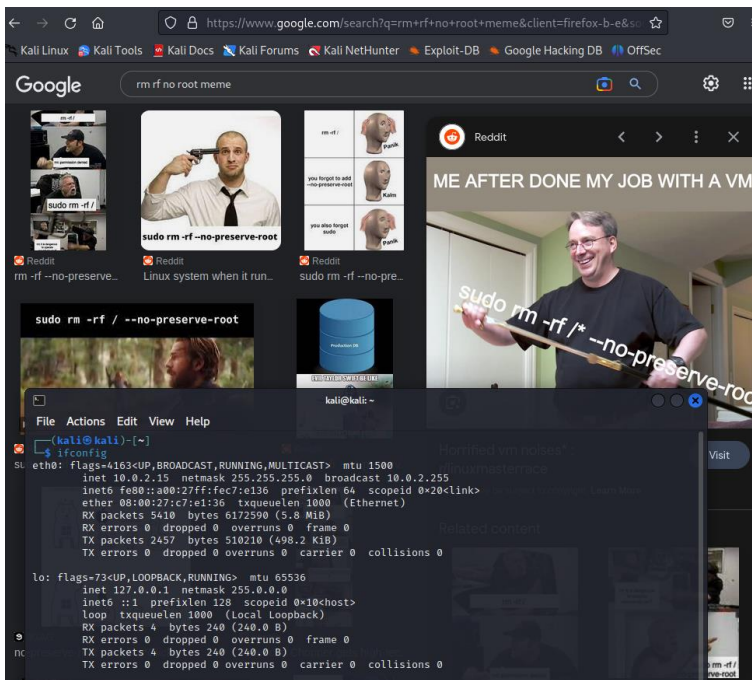 https://www.google.com/search?q=rm+rf+no+root+meme&client=firefox-b-e&so
Kali Linux Kali Tools Kali Docs Kali Forums Kali NetHunter Exploit-DB Google Hacking DB OffSec
Google
rm rf no root meme
rm -rf /
sudo rm -rf /
Reddit
rm -rf --no-preserve...
sudo rm -rf --no-preserve-root
Reddit
Linux system when it run...
rm -rf /
Panik
you forgot to add
--no-preserve-root
Kalm
you also forgot
sudo
Panik
Reddit
sudo rm -rf --no-pre...
Reddit
ME AFTER DONE MY JOB WITH A VM
sudo rm -rf /* --no-preserve-roo
sudo rm -rf / --no-preserve-root
Production DB
Visit
Horrified vm noises* :
r/linuxmasterrace
Related content
kali@kali: ~
File Actions Edit View Help
(kali㉿kali)-[~]
$ ifconfig
eth0: flags=4163<UP,BROADCAST,RUNNING,MULTICAST> mtu 1500
inet 10.0.2.15 netmask 255.255.255.0 broadcast 10.0.2.255
inet6 fe80::a00:27ff:fec7:e136 prefixlen 64 scopeid 0×20<link>
ether 08:00:27:c7:e1:36 txqueuelen 1000 (Ethernet)
RX packets 5410 bytes 6172590 (5.8 MiB)
RX errors 0 dropped 0 overruns 0 frame 0
TX packets 2457 bytes 510210 (498.2 KiB)
TX errors 0 dropped 0 overruns 0 carrier 0 collisions 0
lo: flags=73<UP,LOOPBACK,RUNNING> mtu 65536
inet 127.0.0.1 netmask 255.0.0.0
inet6 ::1 prefixlen 128 scopeid 0×10<host>
loop txqueuelen 1000 (Local Loopback)
RX packets 4 bytes 240 (240.0 B)
RX errors 0 dropped 0 overruns 0 frame 0
TX packets 4 bytes 240 (240.0 B)
TX errors 0 dropped 0 overruns 0 carrier 0 collisions 0
rm -rf /